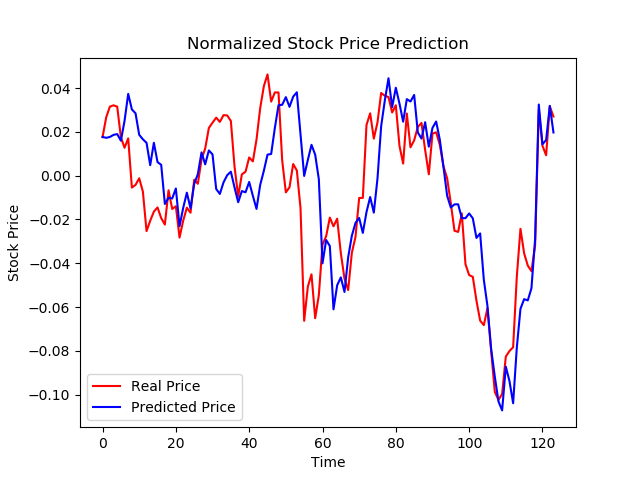 Normalized Stock Price Prediction
0.04
0.02
0.00
−0.02
−0.04
−0.06
−0.08
−0.10
Stock Price
Real Price
Predicted Price
0 20 40 60 80 100 120
Time